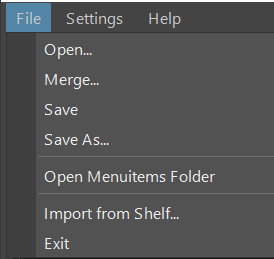 File Settings Help
Open...
Merge...
Save
Save As...
Open Menuitems Folder
Import from Shelf...
Exit